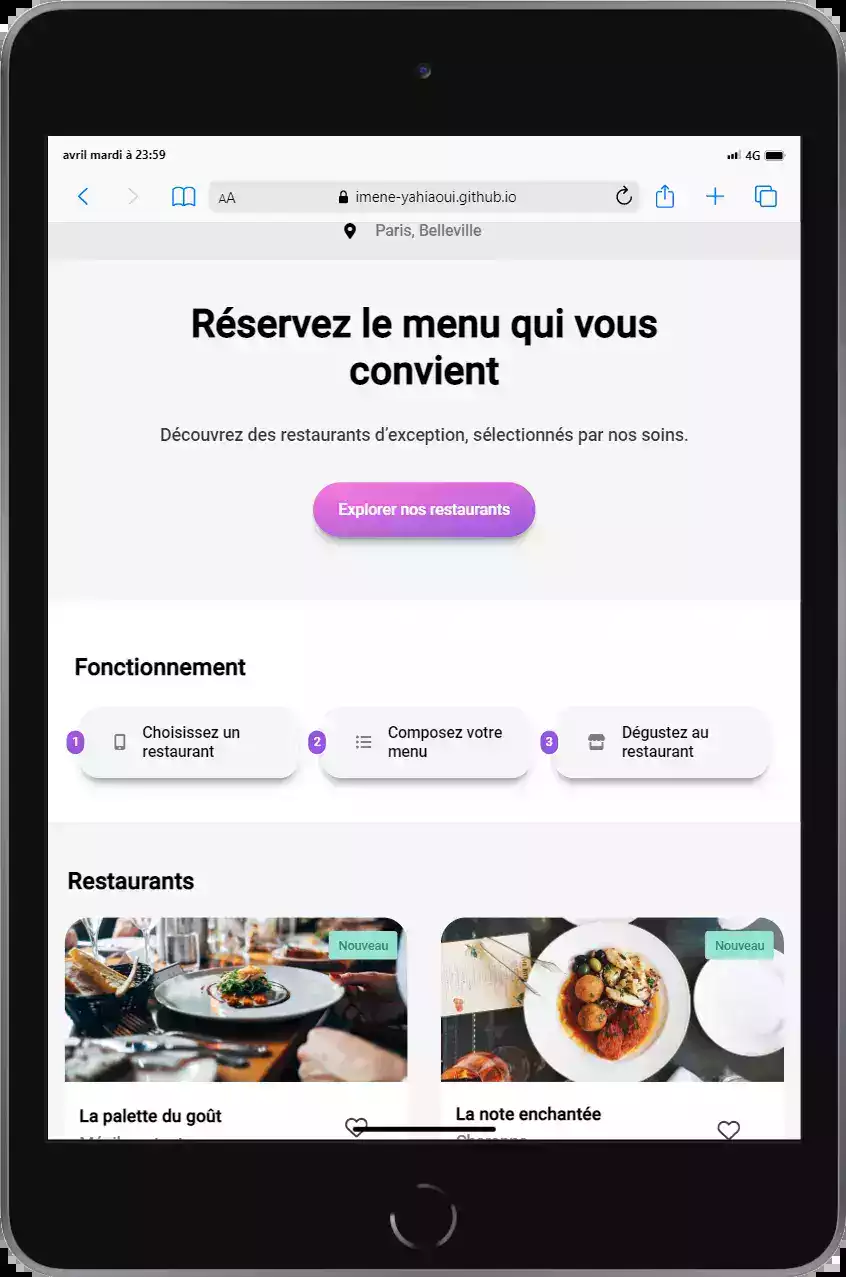 avril mardi à 23:59
4G
AA
imene-yahiaoui.github.io
Paris, Belleville
Réservez le menu qui vous
convient
Découvrez des restaurants d’exception, sélectionnés par nos soins.
Explorer nos restaurants
Fonctionnement
1
Choisissez un
restaurant
2
Composez votre
menu
3
Dégustez au
restaurant
Restaurants
Nouveau
Nouveau
La palette du goût
La note enchantée